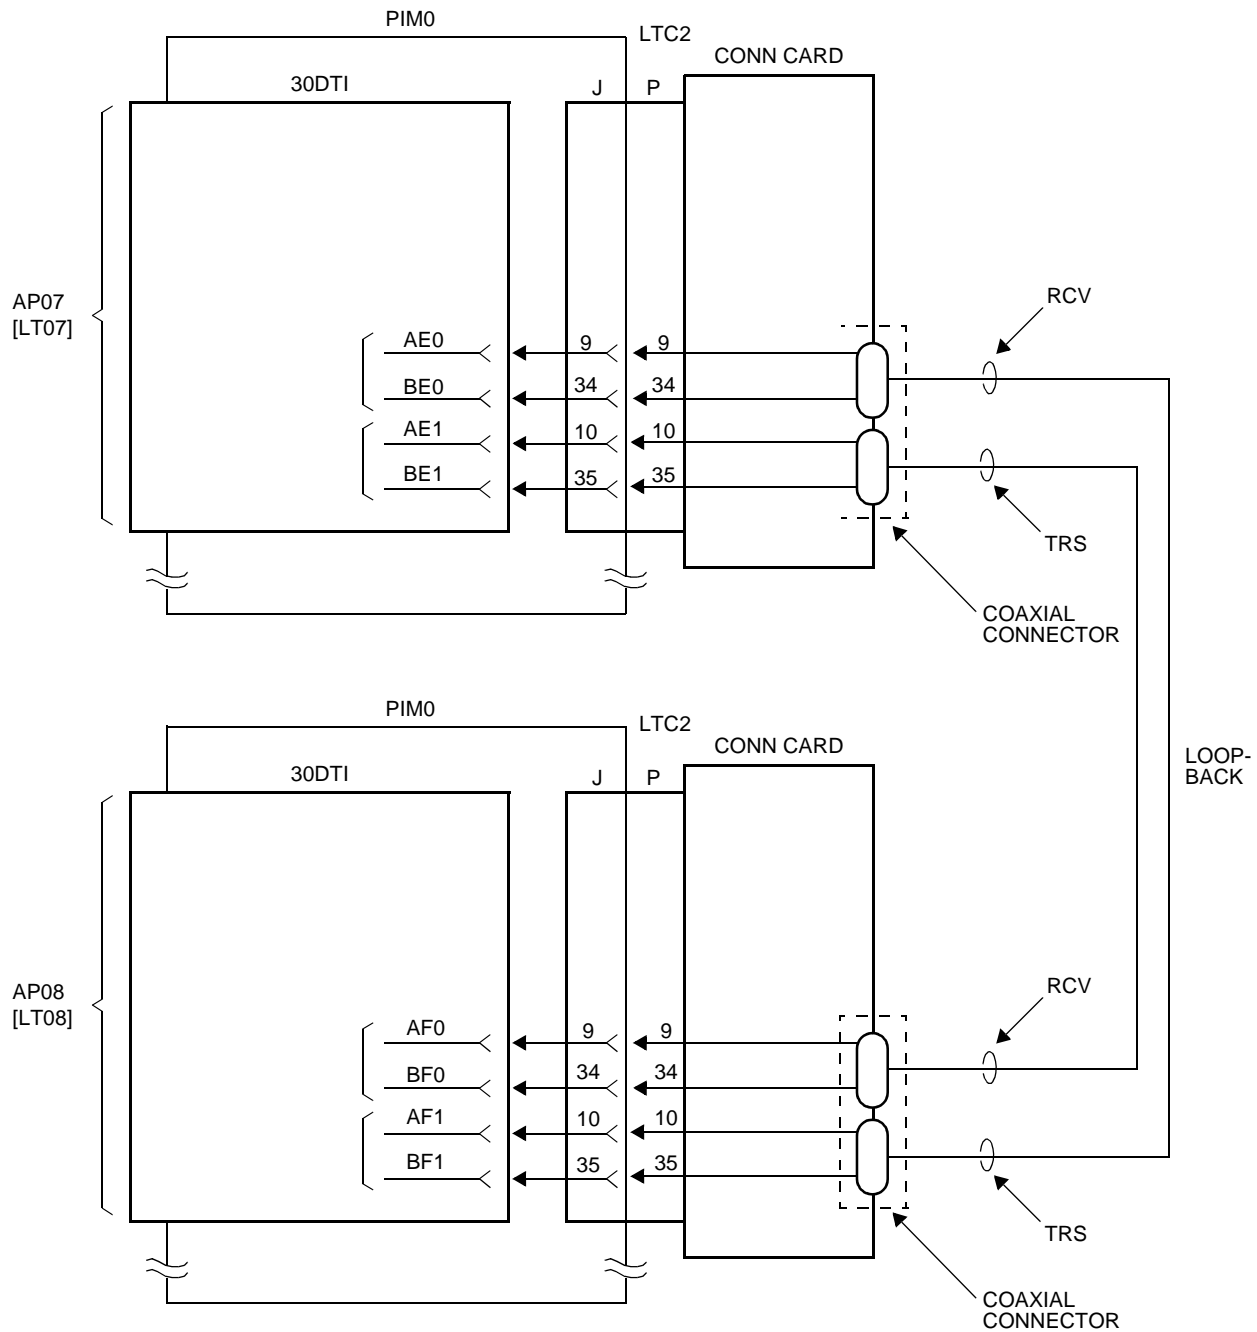 PIM0
LTC2
CONN CARD
30DTI
J P
AP07
[LT07]
RCV
AE0 9 9
BE0 34 34
AE1 10 10
BE1 35 35
TRS
COAXIAL
CONNECTOR
PIM0
LTC2
CONN CARD
30DTI
J P
LOOP-
BACK
AP08
[LT08]
RCV
AF0 9 9
BF0 34 34
AF1 10 10
BF1 35 35
TRS
COAXIAL
CONNECTOR